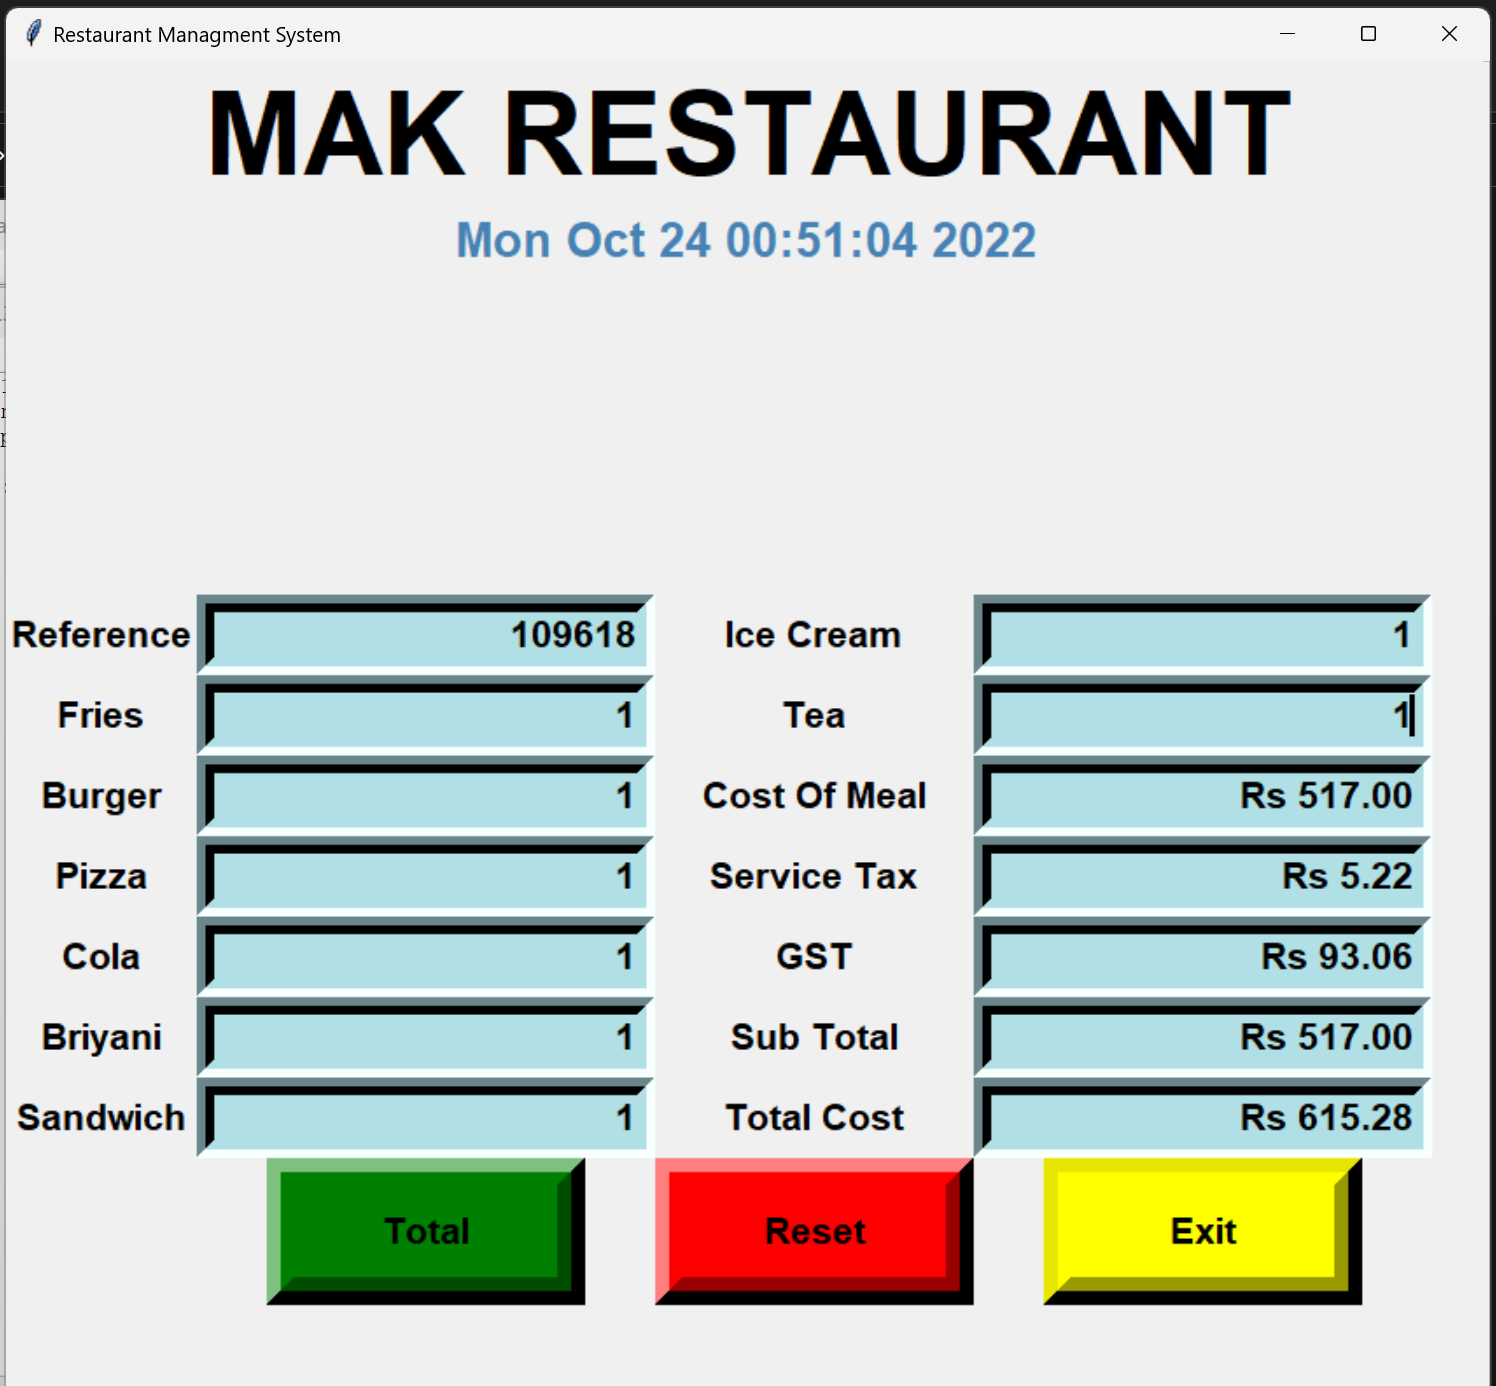 Restaurant Managment System
MAK RESTAURANT
Mon Oct 24 00:51:04 2022
Reference 109618 Ice Cream 1
Fries 1 Tea 1
Burger 1 Cost Of Meal Rs 517.00
Pizza 1 Service Tax Rs 5.22
Cola 1 GST Rs 93.06
Briyani 1 Sub Total Rs 517.00
Sandwich 1 Total Cost Rs 615.28
Total Reset Exit